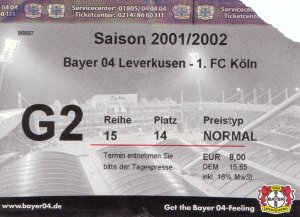 Servicecenter: 01805/04 04 04
Ticketcenter: 0214/86 60 111
96897
Saison 2001/2002
Bayer 04 Leverkusen - 1. FC Köln
G2
Reihe Platz Preistyp
15 14 NORMAL
Termin entnehmen Sie
bitte der Tagespresse.
EUR 8,00
DEM 15,65
inkl. 16% MwSt.
www.bayer04.de
Get the Bayer 04-Feeling